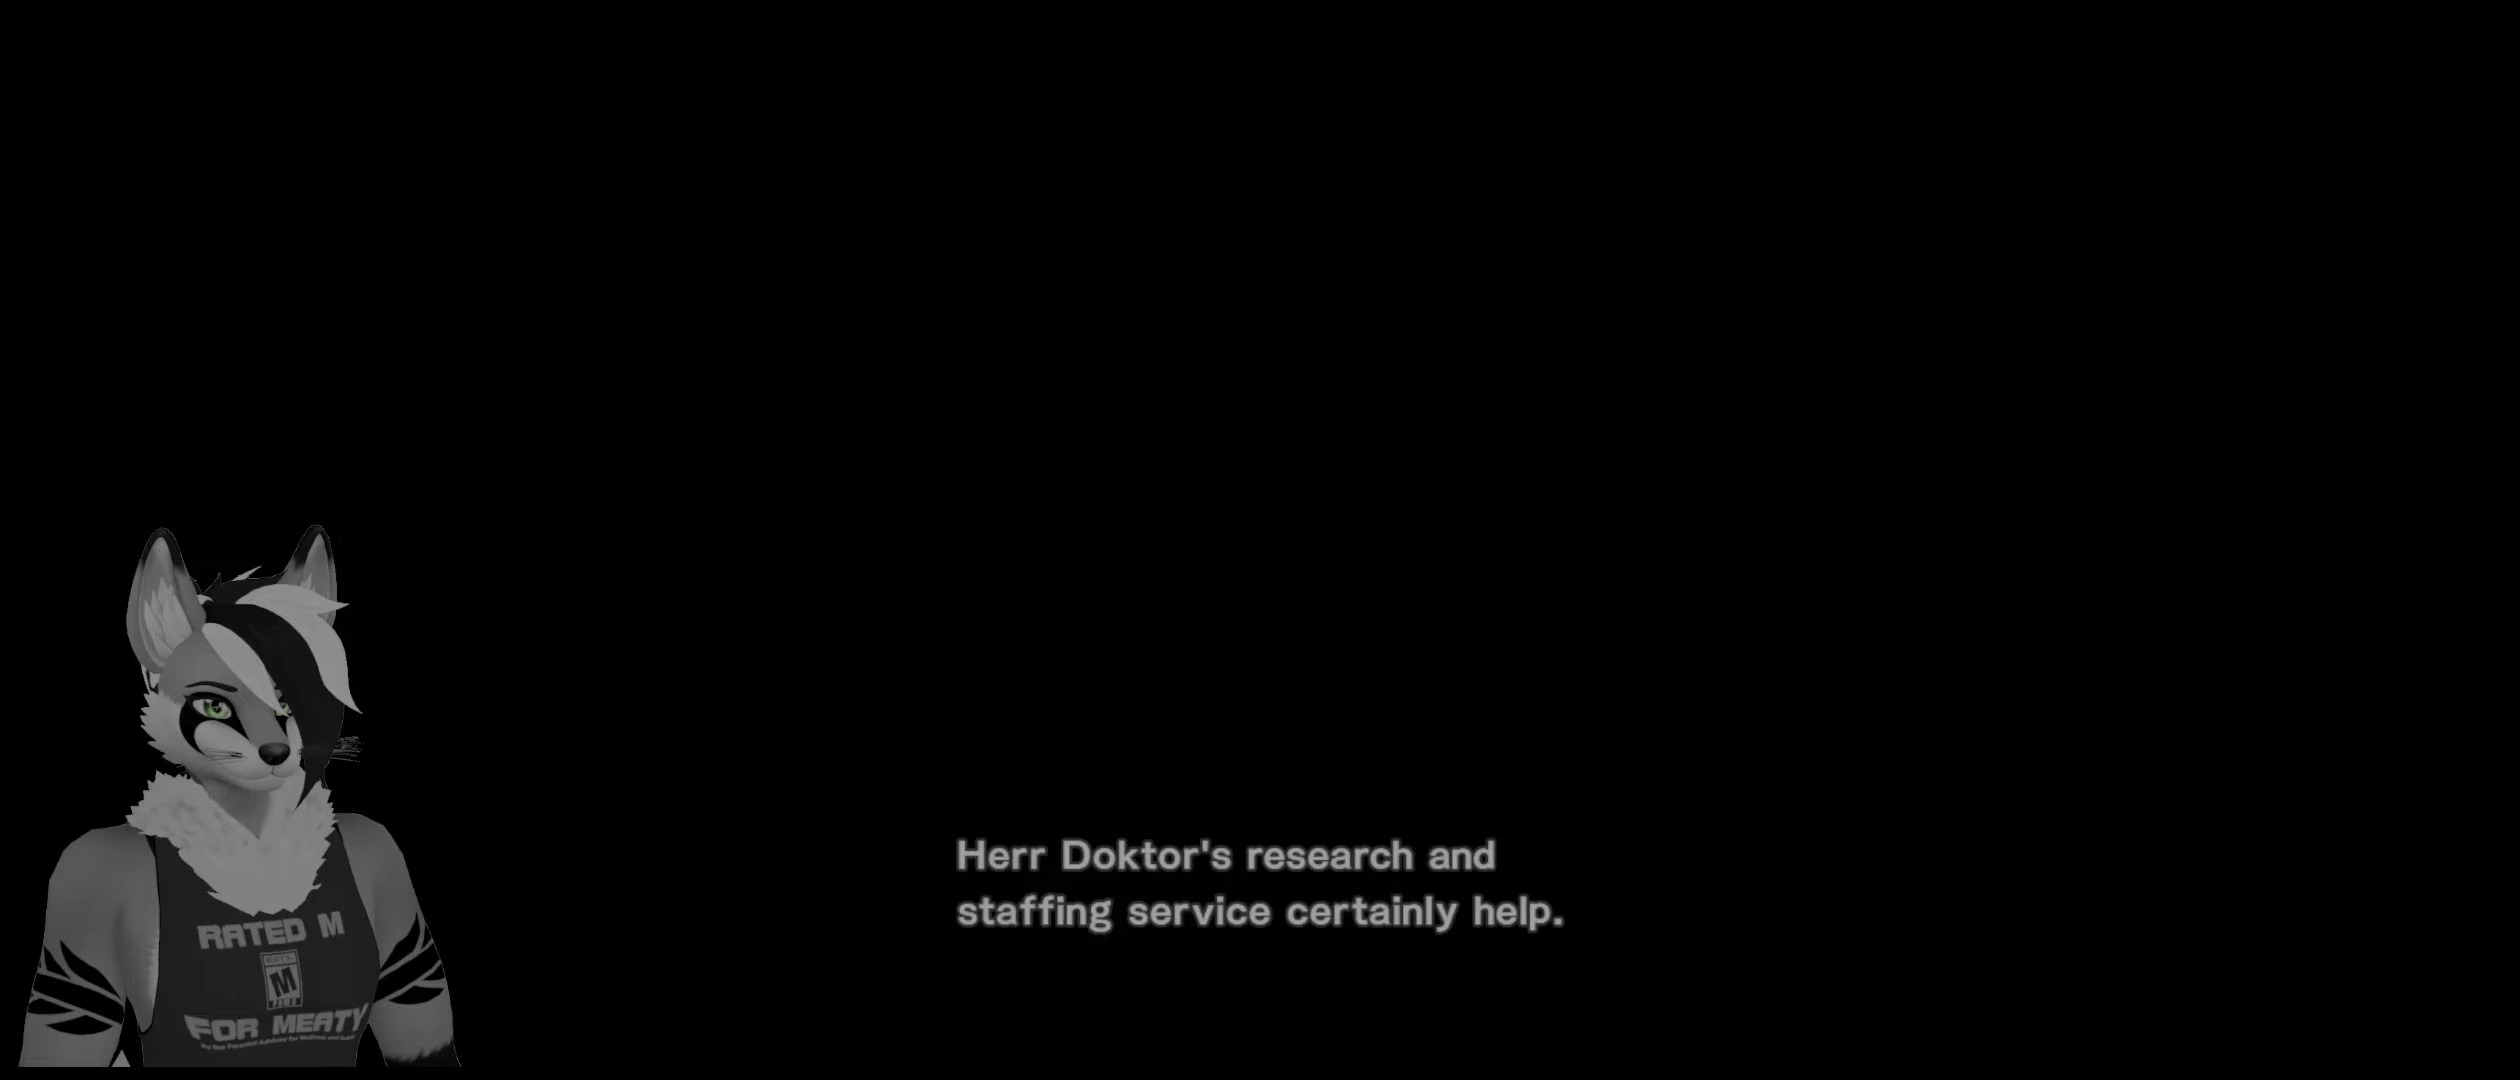 Herr Doktor's research and
staffing service certainly help.
RATED M
M
FOR MEATY